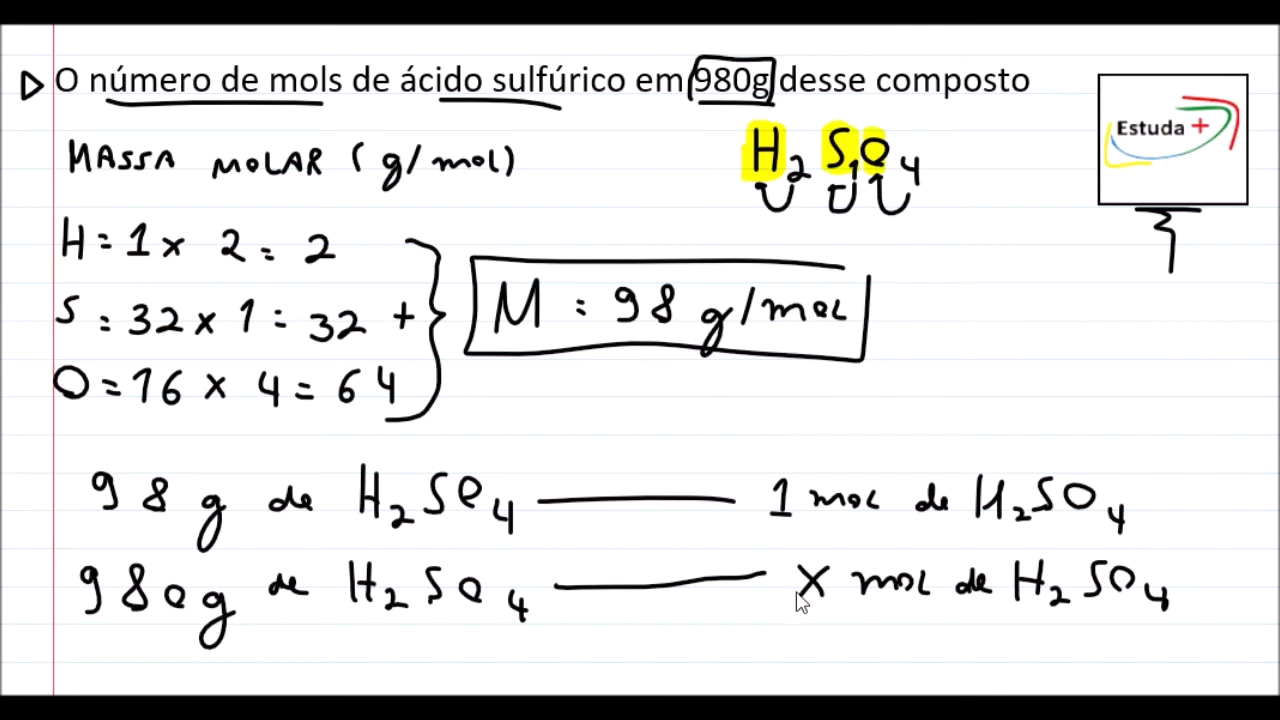 O número de mols de ácido sulfúrico em 980g desse composto
Estuda +
MASSA MOLAR (g/mol)
H₂ S₁O₄
H = 1 x 2 = 2
S = 32 x 1 = 32 +
O = 16 x 4 = 64
M = 98 g/mol
98 g de H₂SO₄ ——— 1 mol de H₂SO₄
980g de H₂SO₄ ——— X mol de H₂SO₄